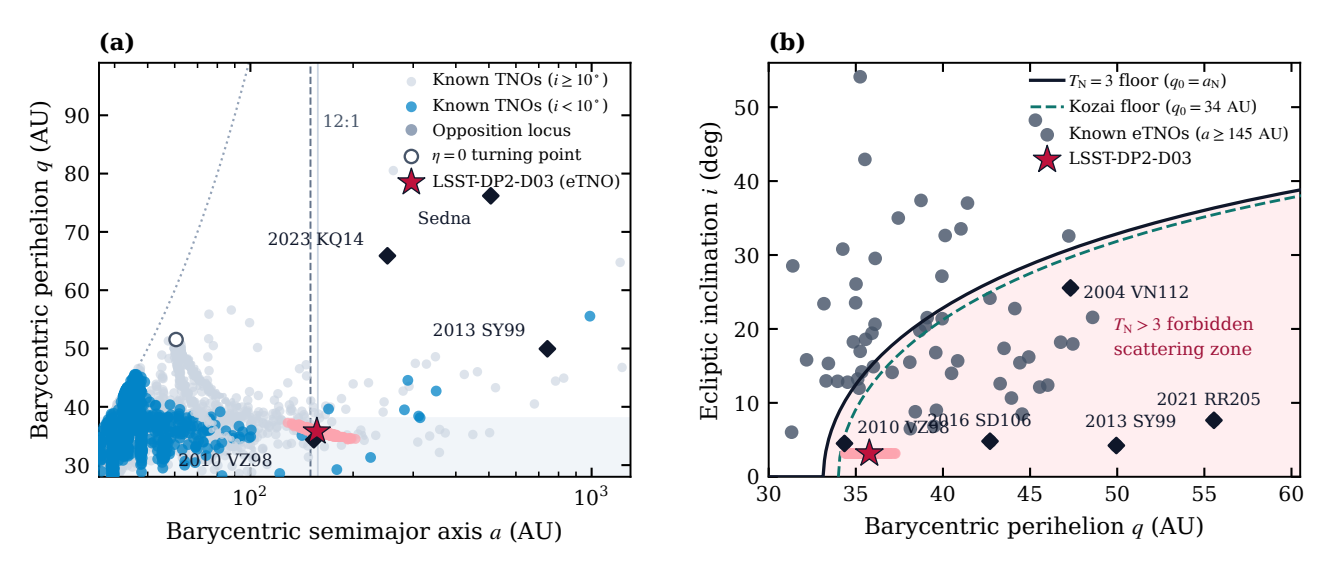 (a)
Known TNOs (i ≥ 10°)
Known TNOs (i < 10°)
Opposition locus
η = 0 turning point
LSST-DP2-D03 (eTNO)
12:1
Sedna
2023 KQ14
2013 SY99
2010 VZ98
90
80
70
60
50
40
30
10²
10³
Barycentric perihelion q (AU)
Barycentric semimajor axis a (AU)
(b)
T_N = 3 floor (q₀ = a_N)
Kozai floor (q₀ = 34 AU)
Known eTNOs (a ≥ 145 AU)
LSST-DP2-D03
2004 VN112
T_N > 3 forbidden
scattering zone
2021 RR205
2010 VZ98
2016 SD106
2013 SY99
50
40
30
20
10
0
30
35
40
45
50
55
60
Ecliptic inclination i (deg)
Barycentric perihelion q (AU)